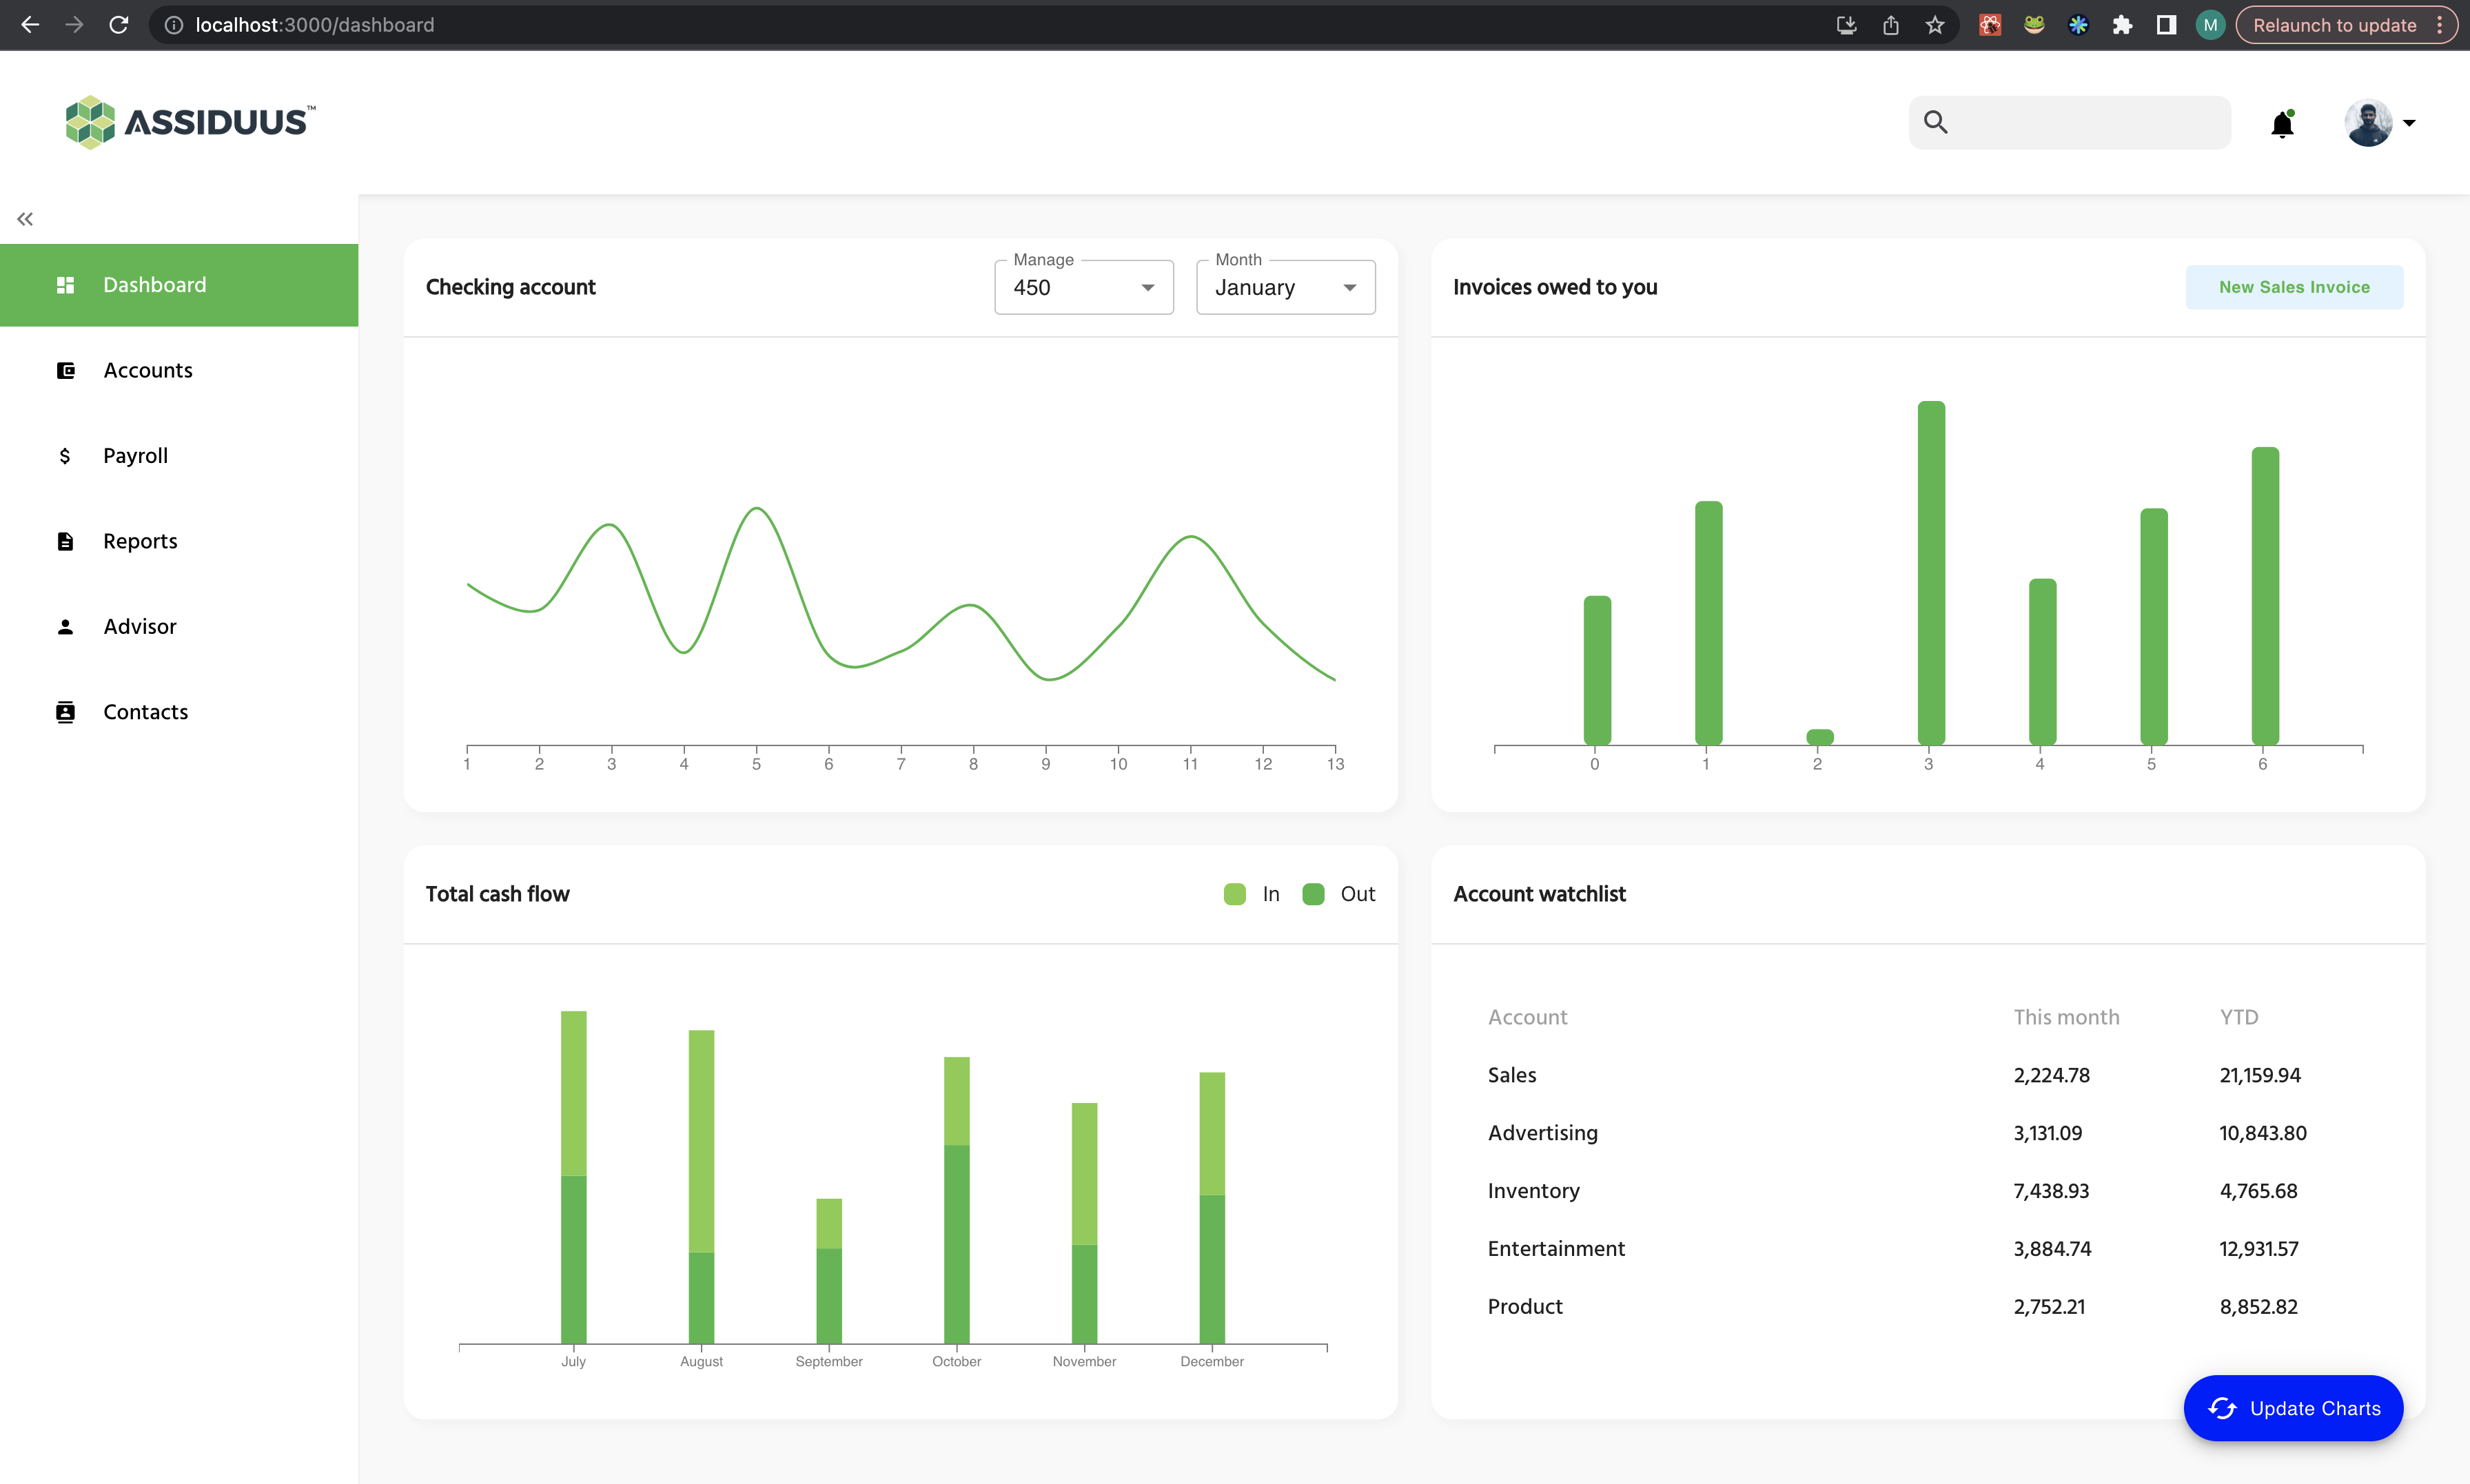 localhost:3000/dashboard
M
Relaunch to update
ASSIDUUS™
Dashboard
Accounts
Payroll
Reports
Advisor
Contacts
Checking account
Manage
450
Month
January
1 2 3 4 5 6 7 8 9 10 11 12 13
Invoices owed to you
New Sales Invoice
0 1 2 3 4 5 6
Total cash flow
In Out
July August September October November December
Account watchlist
Account This month YTD
Sales 2,224.78 21,159.94
Advertising 3,131.09 10,843.80
Inventory 7,438.93 4,765.68
Entertainment 3,884.74 12,931.57
Product 2,752.21 8,852.82
Update Charts